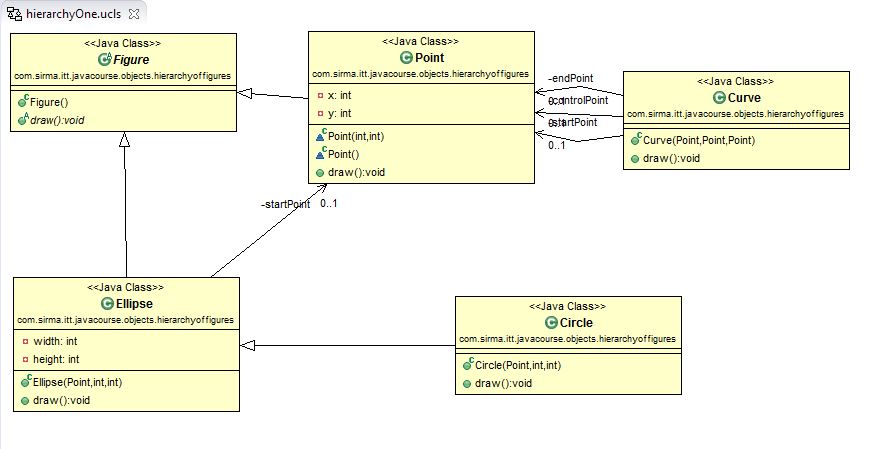 hierarchyOne.ucls
<<Java Class>>
Figure
com.sirma.itt.javacourse.objects.hierarchyoffigures
Figure()
draw():void
<<Java Class>>
Point
com.sirma.itt.javacourse.objects.hierarchyoffigures
x: int
y: int
Point(int,int)
Point()
draw():void
-endPoint
0..1
-controlPoint
0..1
-startPoint
0..1
<<Java Class>>
Curve
com.sirma.itt.javacourse.objects.hierarchyoffigures
Curve(Point,Point,Point)
draw():void
-startPoint
0..1
<<Java Class>>
Ellipse
com.sirma.itt.javacourse.objects.hierarchyoffigures
width: int
height: int
Ellipse(Point,int,int)
draw():void
<<Java Class>>
Circle
com.sirma.itt.javacourse.objects.hierarchyoffigures
Circle(Point,int,int)
draw():void